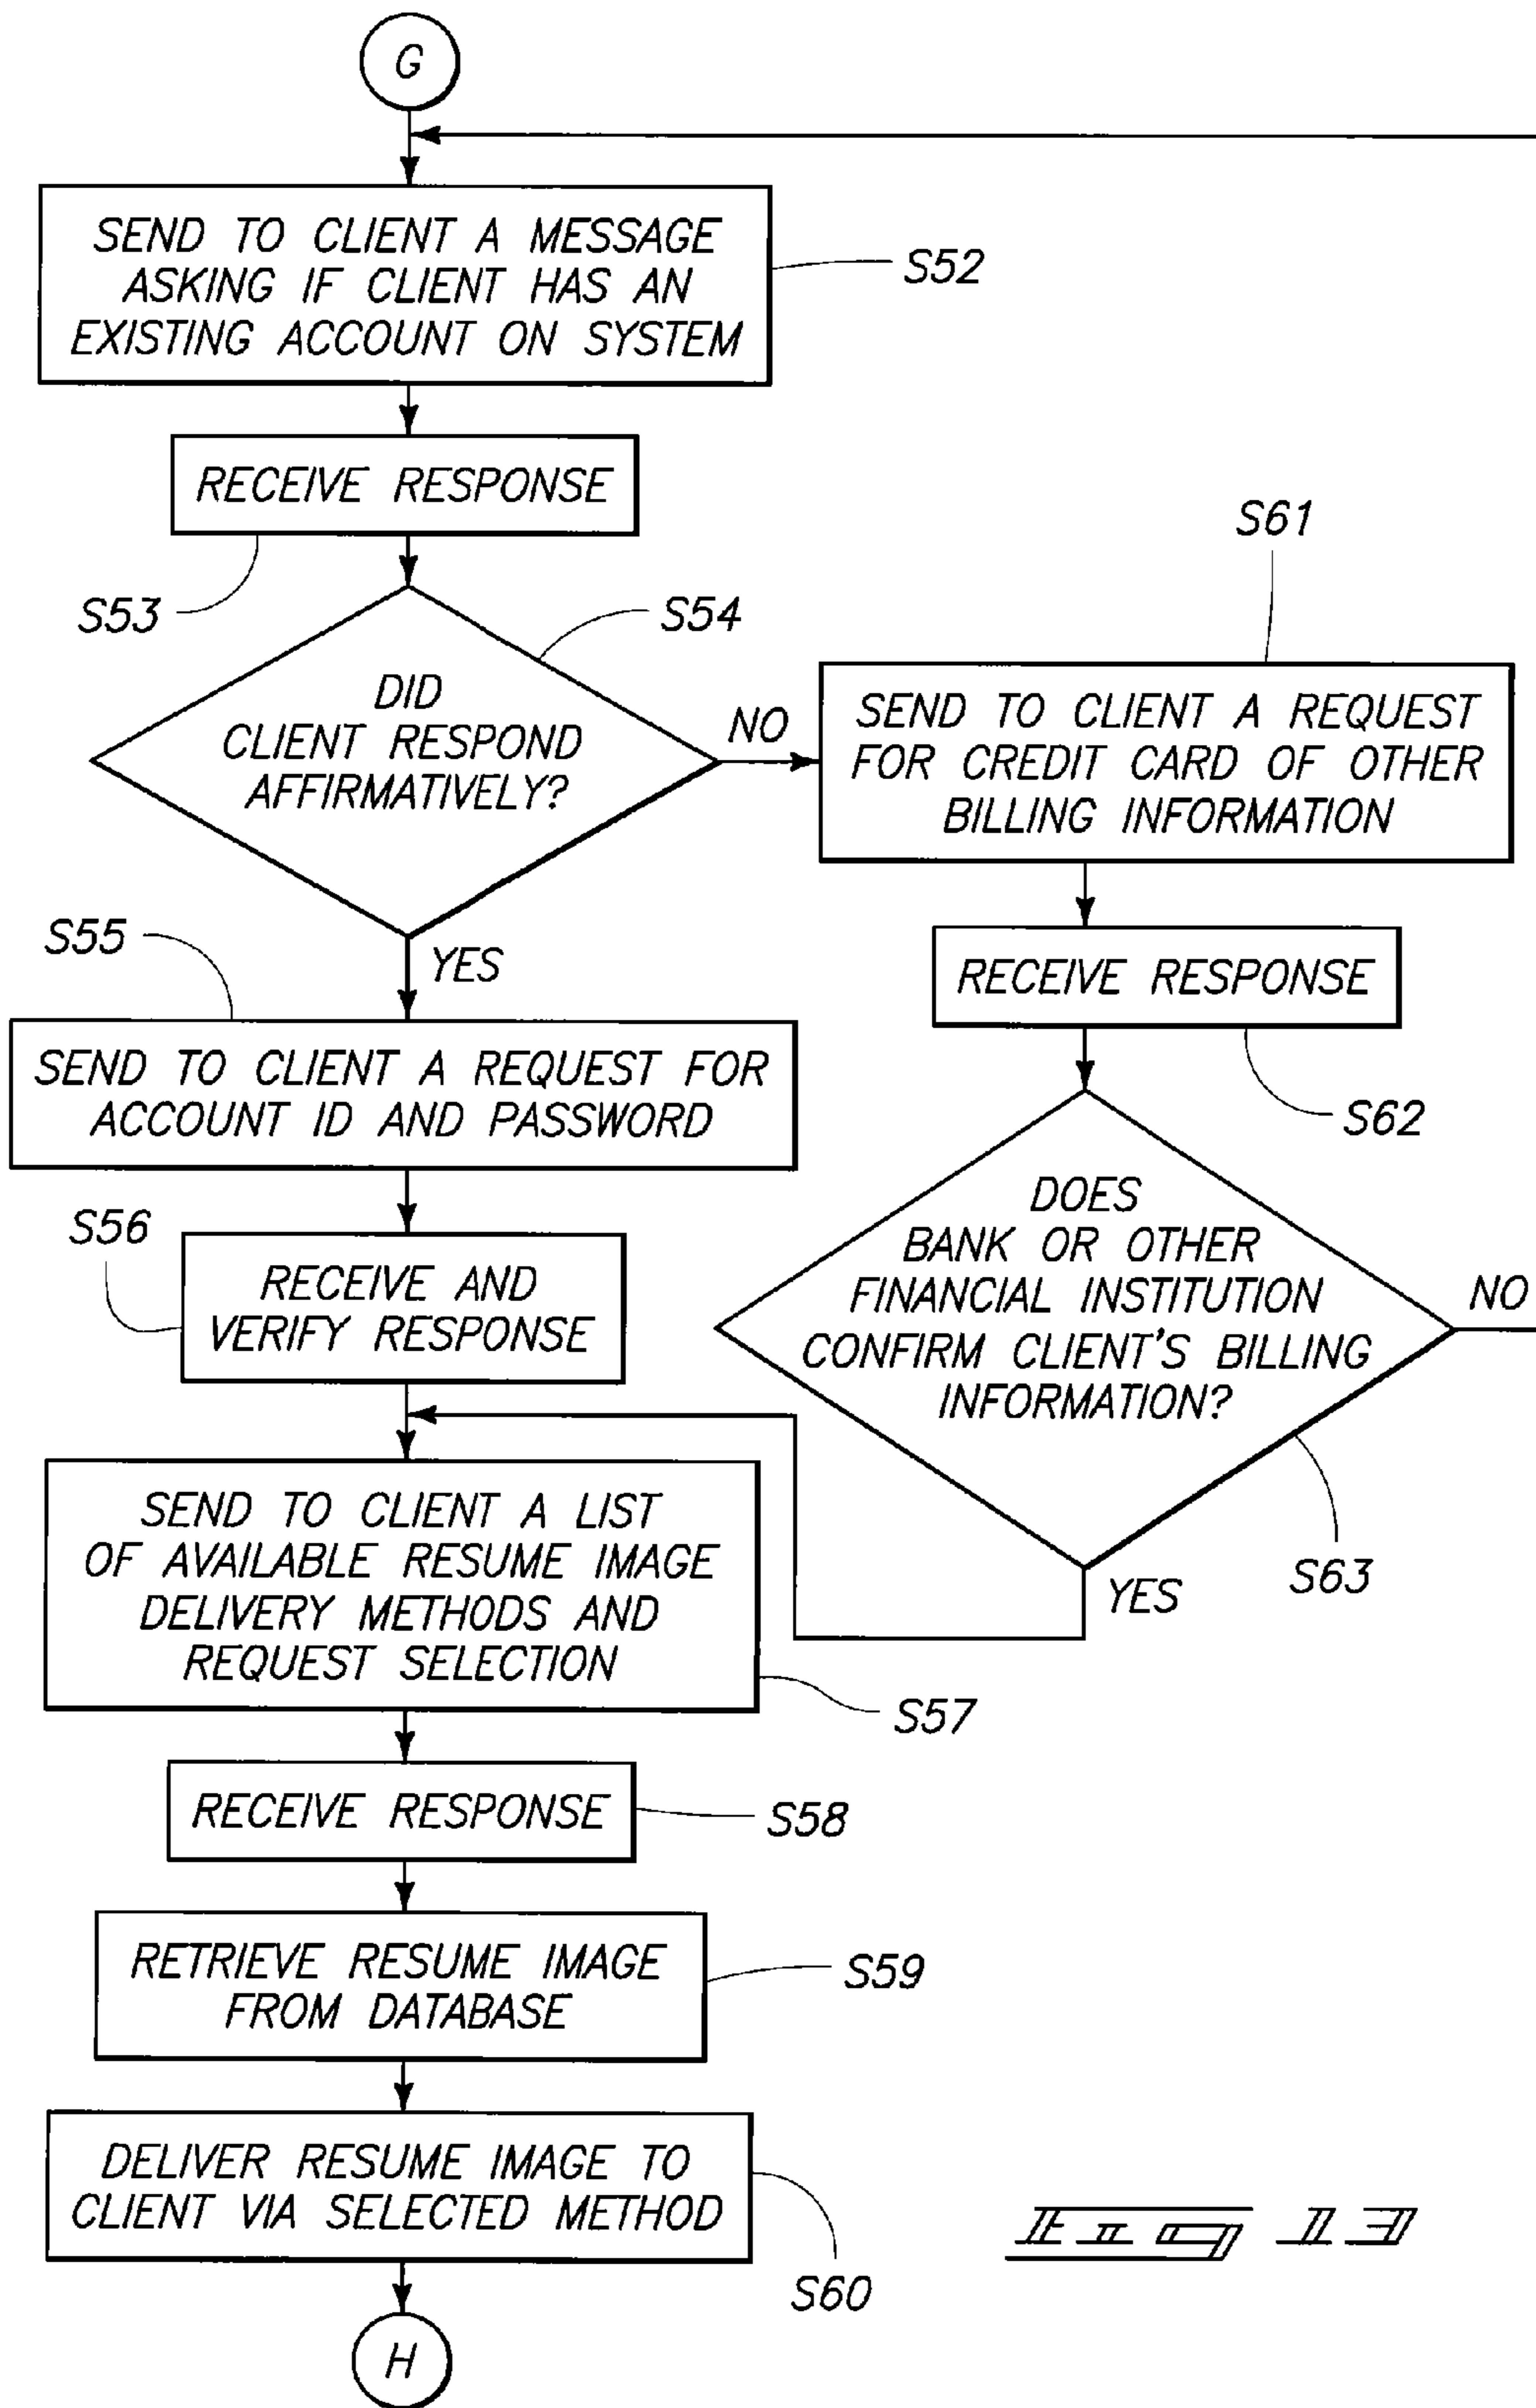 G
SEND TO CLIENT A MESSAGE
ASKING IF CLIENT HAS AN
EXISTING ACCOUNT ON SYSTEM
S52
RECEIVE RESPONSE
S53
S54
DID
CLIENT RESPOND
AFFIRMATIVELY?
NO
YES
S61
SEND TO CLIENT A REQUEST
FOR CREDIT CARD OF OTHER
BILLING INFORMATION
S55
SEND TO CLIENT A REQUEST FOR
ACCOUNT ID AND PASSWORD
RECEIVE RESPONSE
S62
S56
RECEIVE AND
VERIFY RESPONSE
DOES
BANK OR OTHER
FINANCIAL INSTITUTION
CONFIRM CLIENT'S BILLING
INFORMATION?
NO
YES
S63
SEND TO CLIENT A LIST
OF AVAILABLE RESUME IMAGE
DELIVERY METHODS AND
REQUEST SELECTION
S57
RECEIVE RESPONSE
S58
RETRIEVE RESUME IMAGE
FROM DATABASE
S59
DELIVER RESUME IMAGE TO
CLIENT VIA SELECTED METHOD
S60
H
Fig 13